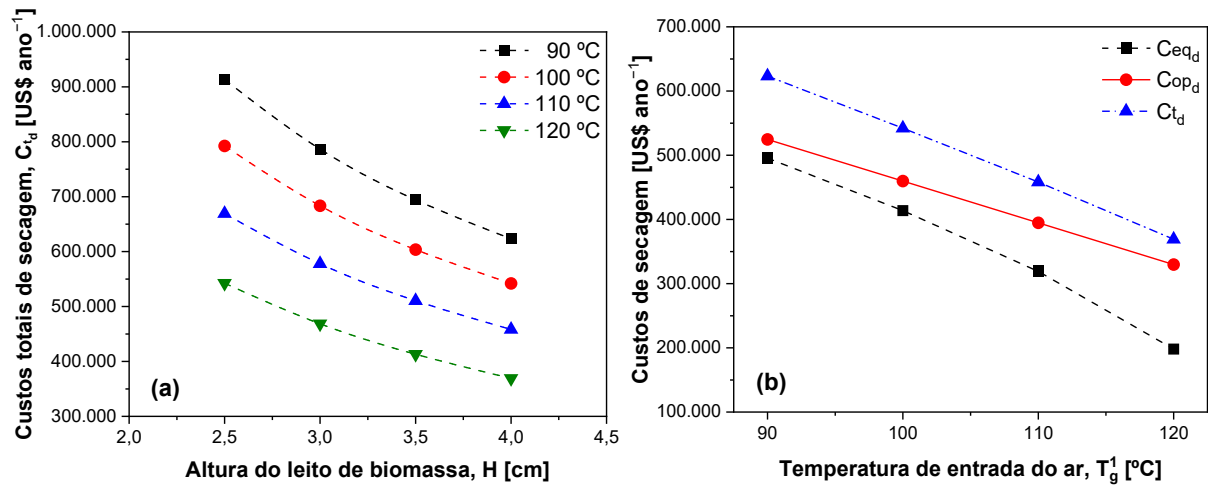 Custos totais de secagem, C_t_d [US$ ano⁻¹]
1.000.000
900.000
800.000
700.000
600.000
500.000
400.000
300.000
90 ºC
100 ºC
110 ºC
120 ºC
(a)
2,0 2,5 3,0 3,5 4,0 4,5
Altura do leito de biomassa, H [cm]
Custos de secagem [US$ ano⁻¹]
700.000
600.000
500.000
400.000
300.000
200.000
100.000
Ceq_d
Cop_d
Ct_d
(b)
90 100 110 120
Temperatura de entrada do ar, T_g^1 [ºC]